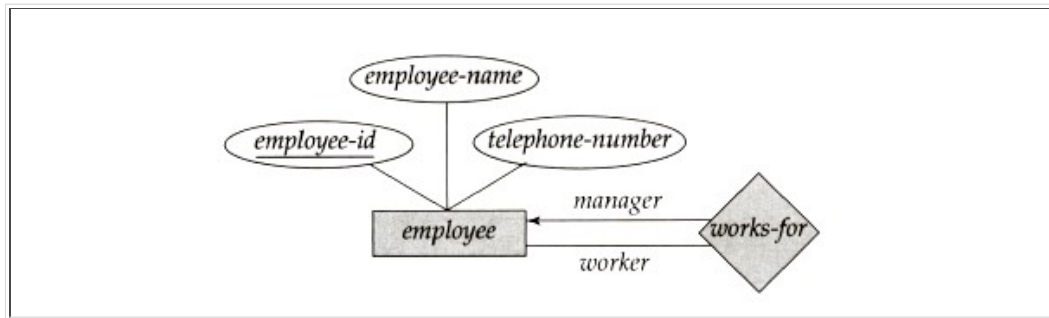 employee-name
employee-id
telephone-number
manager
employee
works-for
worker